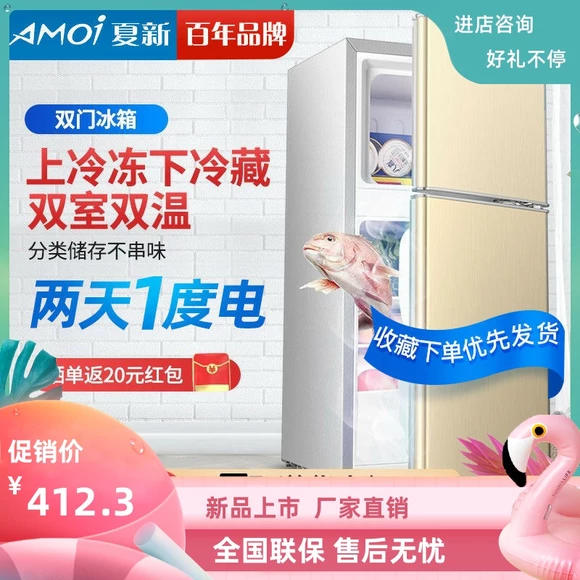 AMOi 夏新 百年品牌
进店咨询
好礼不停
双门冰箱
上冷冻下冷藏
双室双温
分类储存不串味
两天1度电
晒单返20元红包
收藏下单优先发货
促销价
¥ 412.3
新品上市 厂家直销
全国联保 售后无忧